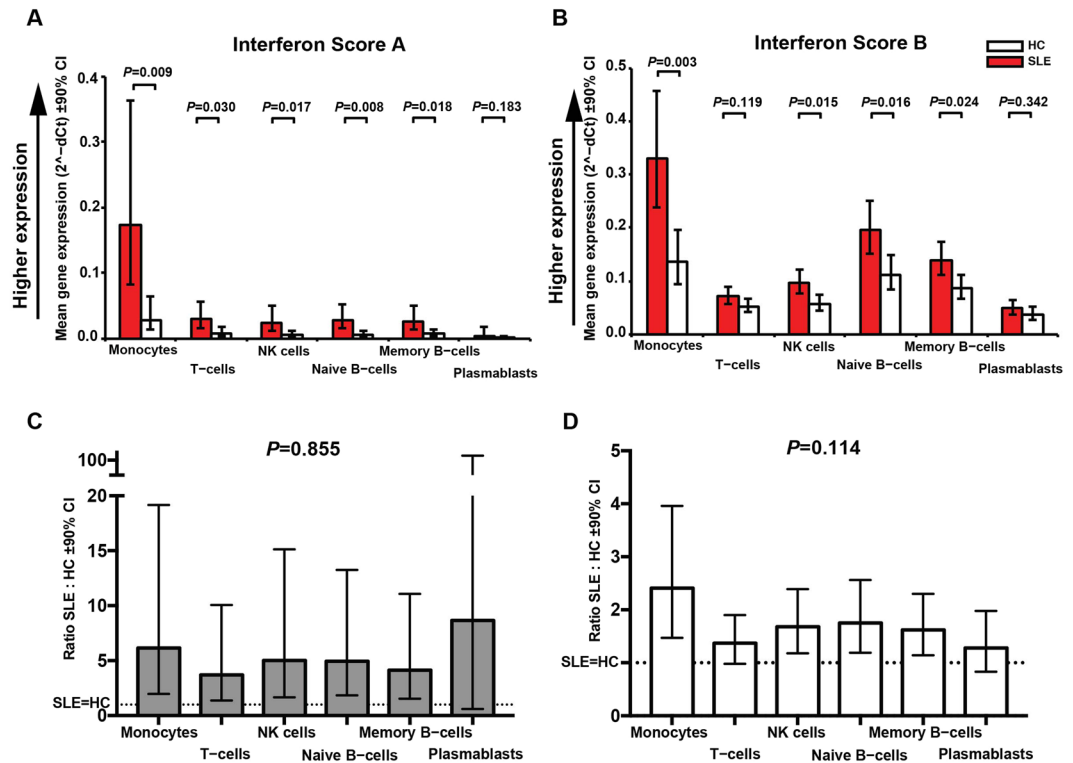 A
Interferon Score A
Higher expression
Mean gene expression (2^−dCt) ±90% CI
0.4
0.3
0.2
0.1
0.0
P=0.009
P=0.030
P=0.017
P=0.008
P=0.018
P=0.183
Monocytes
T−cells
NK cells
Naive B−cells
Memory B−cells
Plasmablasts
B
Interferon Score B
HC
SLE
Higher expression
Mean gene expression (2^−dCt) ±90% CI
0.5
0.4
0.3
0.2
0.1
0.0
P=0.003
P=0.119
P=0.015
P=0.016
P=0.024
P=0.342
Monocytes
T−cells
NK cells
Naive B−cells
Memory B−cells
Plasmablasts
C
P=0.855
Ratio SLE : HC ±90% CI
100
20
15
10
5
SLE=HC
0
Monocytes
T−cells
NK cells
Naive B−cells
Memory B−cells
Plasmablasts
D
P=0.114
Ratio SLE : HC ±90% CI
5
4
3
2
1
SLE=HC
0
Monocytes
T−cells
NK cells
Naive B−cells
Memory B−cells
Plasmablasts